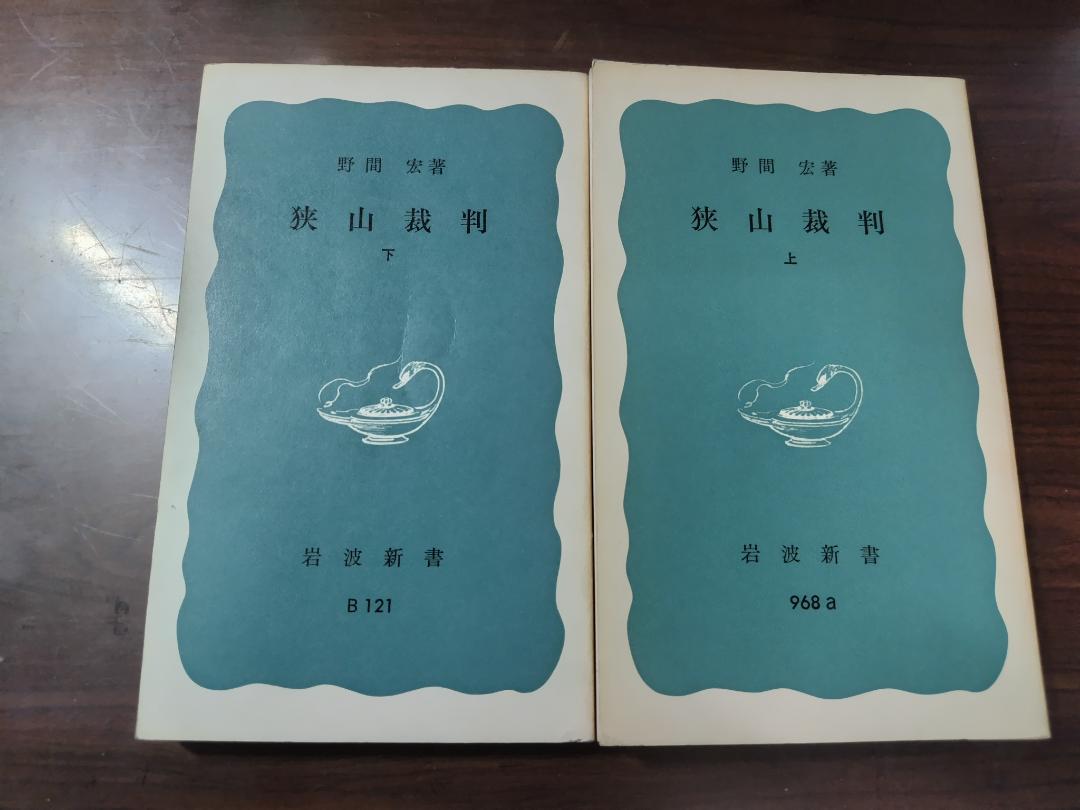 野間 宏著
狭山裁判
下
岩波新書
B 121
野間 宏著
狭山裁判
上
岩波新書
968 a